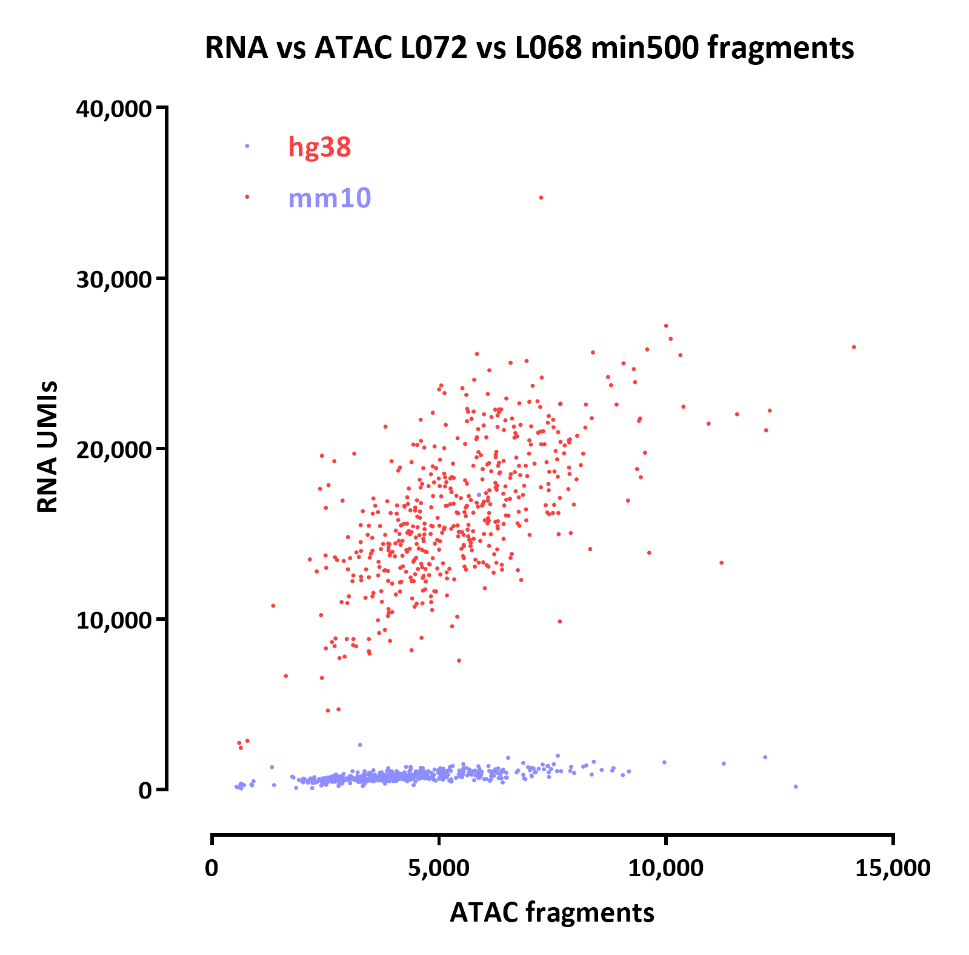 RNA vs ATAC L072 vs L068 min500 fragments
40,000
hg38
mm10
30,000
RNA UMIs
20,000
10,000
0
0 5,000 10,000 15,000
ATAC fragments